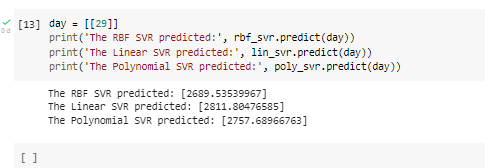 [13] day = [[29]]
0 d
print('The RBF SVR predicted:', rbf_svr.predict(day))
print('The Linear SVR predicted:', lin_svr.predict(day))
print('The Polynomial SVR predicted:', poly_svr.predict(day))
The RBF SVR predicted: [2689.53539967]
The Linear SVR predicted: [2811.80476585]
The Polynomial SVR predicted: [2757.68966763]
[ ]